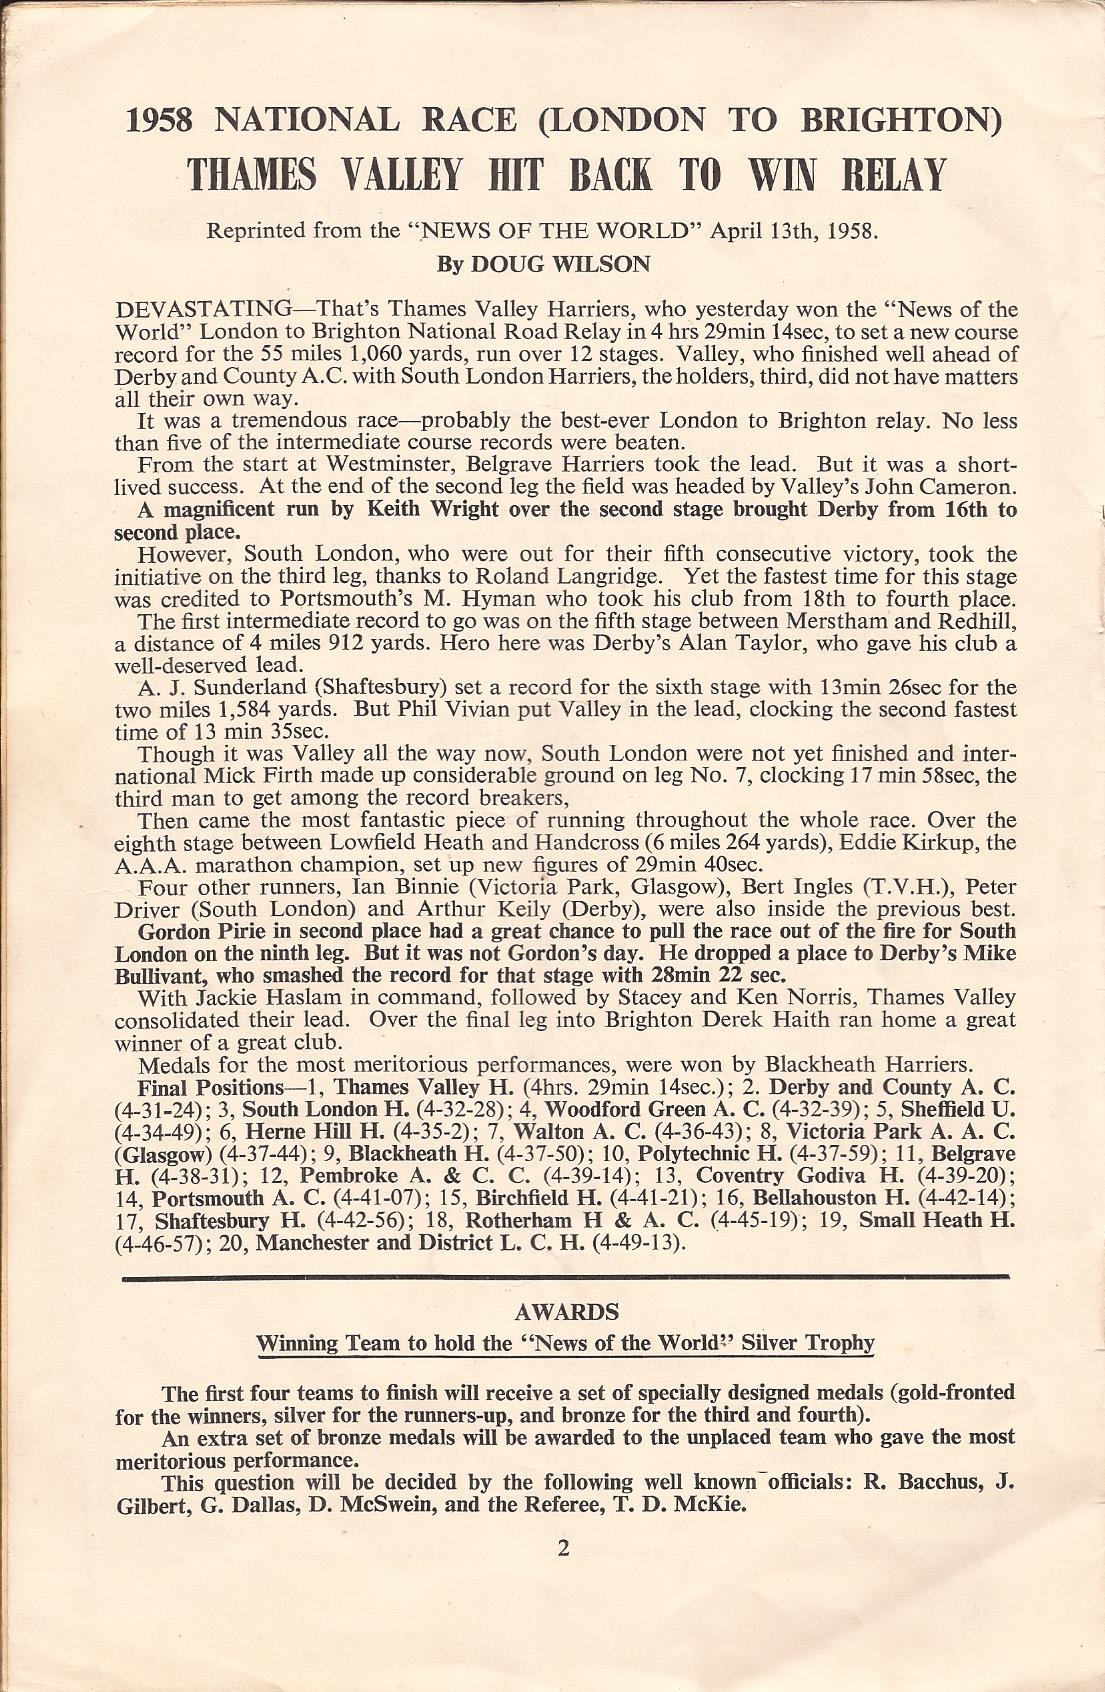 1958 NATIONAL RACE (LONDON TO BRIGHTON)
THAMES VALLEY HIT BACK TO WIN RELAY
Reprinted from the “NEWS OF THE WORLD” April 13th, 1958.
By DOUG WILSON
DEVASTATING—That's Thames Valley Harriers, who yesterday won the “News of the
World” London to Brighton National Road Relay in 4 hrs 29min 14sec, to set a new course
record for the 55 miles 1,060 yards, run over 12 stages. Valley, who finished well ahead of
Derby and County A.C. with South London Harriers, the holders, third, did not have matters
all their own way.
It was a tremendous race—probably the best-ever London to Brighton relay. No less
than five of the intermediate course records were beaten.
From the start at Westminster, Belgrave Harriers took the lead. But it was a short-
lived success. At the end of the second leg the field was headed by Valley's John Cameron.
A magnificent run by Keith Wright over the second stage brought Derby from 16th to
second place.
However, South London, who were out for their fifth consecutive victory, took the
initiative on the third leg, thanks to Roland Langridge. Yet the fastest time for this stage
was credited to Portsmouth's M. Hyman who took his club from 18th to fourth place.
The first intermediate record to go was on the fifth stage between Merstham and Redhill,
a distance of 4 miles 912 yards. Hero here was Derby's Alan Taylor, who gave his club a
well-deserved lead.
A. J. Sunderland (Shaftesbury) set a record for the sixth stage with 13min 26sec for the
two miles 1,584 yards. But Phil Vivian put Valley in the lead, clocking the second fastest
time of 13 min 35sec.
Though it was Valley all the way now, South London were not yet finished and inter-
national Mick Firth made up considerable ground on leg No. 7, clocking 17 min 58sec, the
third man to get among the record breakers,
Then came the most fantastic piece of running throughout the whole race. Over the
eighth stage between Lowfield Heath and Handcross (6 miles 264 yards), Eddie Kirkup, the
A.A.A. marathon champion, set up new figures of 29min 40sec.
Four other runners, Ian Binnie (Victoria Park, Glasgow), Bert Ingles (T.V.H.), Peter
Driver (South London) and Arthur Keily (Derby), were also inside the previous best.
Gordon Pirie in second place had a great chance to pull the race out of the fire for South
London on the ninth leg. But it was not Gordon's day. He dropped a place to Derby's Mike
Bullivant, who smashed the record for that stage with 28min 22 sec.
With Jackie Haslam in command, followed by Stacey and Ken Norris, Thames Valley
consolidated their lead. Over the final leg into Brighton Derek Haith ran home a great
winner of a great club.
Medals for the most meritorious performances, were won by Blackheath Harriers.
Final Positions—1, Thames Valley H. (4hrs. 29min 14sec.); 2. Derby and County A. C.
(4-31-24); 3, South London H. (4-32-28); 4, Woodford Green A. C. (4-32-39); 5, Sheffield U.
(4-34-49); 6, Herne Hill H. (4-35-2); 7, Walton A. C. (4-36-43); 8, Victoria Park A. A. C.
(Glasgow) (4-37-44); 9, Blackheath H. (4-37-50); 10, Polytechnic H. (4-37-59); 11, Belgrave
H. (4-38-31); 12, Pembroke A. & C. C. (4-39-14); 13, Coventry Godiva H. (4-39-20);
14, Portsmouth A. C. (4-41-07); 15, Birchfield H. (4-41-21); 16, Bellahouston H. (4-42-14);
17, Shaftesbury H. (4-42-56); 18, Rotherham H & A. C. (4-45-19); 19, Small Heath H.
(4-46-57); 20, Manchester and District L. C. H. (4-49-13).
AWARDS
Winning Team to hold the “News of the World” Silver Trophy
The first four teams to finish will receive a set of specially designed medals (gold-fronted
for the winners, silver for the runners-up, and bronze for the third and fourth).
An extra set of bronze medals will be awarded to the unplaced team who gave the most
meritorious performance.
This question will be decided by the following well known officials: R. Bacchus, J.
Gilbert, G. Dallas, D. McSwein, and the Referee, T. D. McKie.
2